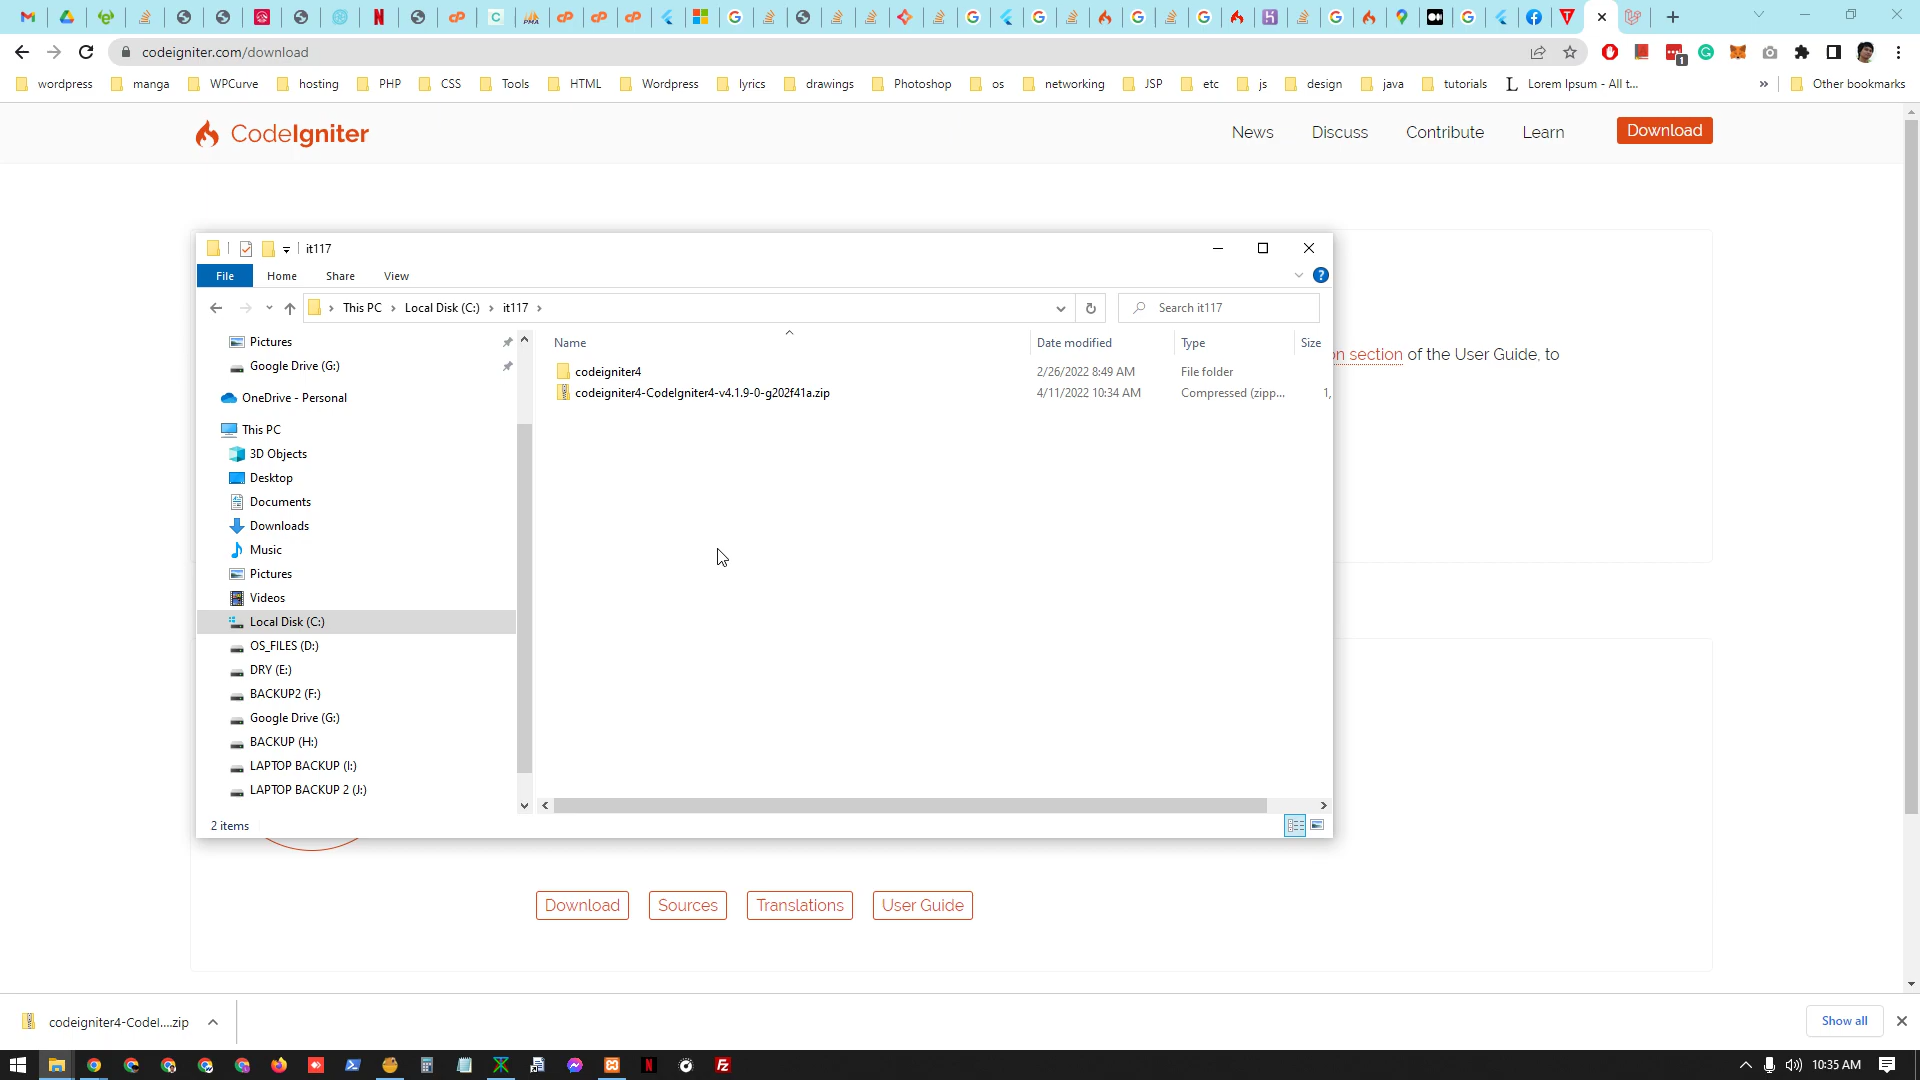 codeigniter.com/download
wordpress
manga
WPCurve
hosting
PHP
CSS
Tools
HTML
Wordpress
lyrics
drawings
Photoshop
os
networking
JSP
etc
js
design
java
tutorials
Lorem Ipsum - All t...
»
Other bookmarks
CodeIgniter
News
Discuss
Contribute
Learn
Download
it117
File
Home
Share
View
This PC › Local Disk (C:) › it117 ›
Search it117
Pictures
Google Drive (G:)
OneDrive - Personal
This PC
3D Objects
Desktop
Documents
Downloads
Music
Pictures
Videos
Local Disk (C:)
OS_FILES (D:)
DRY (E:)
BACKUP2 (F:)
Google Drive (G:)
BACKUP (H:)
LAPTOP BACKUP (I:)
LAPTOP BACKUP 2 (J:)
Name Date modified Type Size
codeigniter4 2/26/2022 8:49 AM File folder
codeigniter4-CodeIgniter4-v4.1.9-0-g202f41a.zip 4/11/2022 10:34 AM Compressed (zipp... 1,
2 items
on section of the User Guide, to
Download
Sources
Translations
User Guide
codeigniter4-CodeI....zip
Show all
10:35 AM